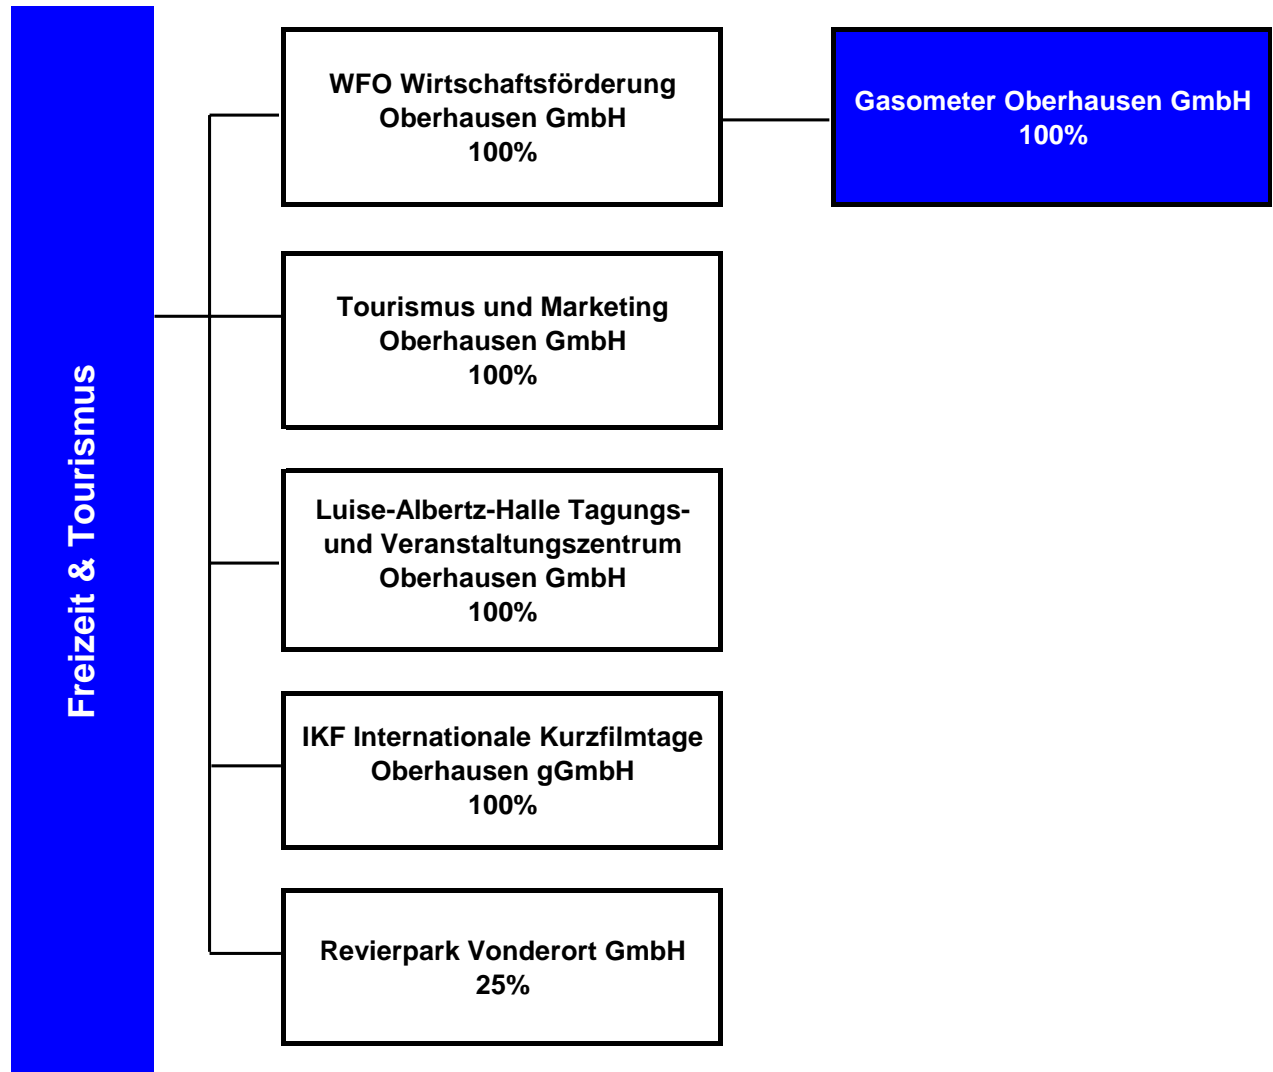 Freizeit & Tourismus
WFO Wirtschaftsförderung
Oberhausen GmbH
100%
Gasometer Oberhausen GmbH
100%
Tourismus und Marketing
Oberhausen GmbH
100%
Luise-Albertz-Halle Tagungs-
und Veranstaltungszentrum
Oberhausen GmbH
100%
IKF Internationale Kurzfilmtage
Oberhausen gGmbH
100%
Revierpark Vonderort GmbH
25%